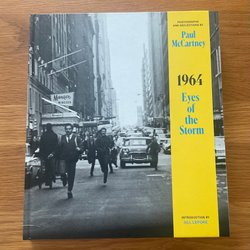 PHOTOGRAPHS
AND REFLECTIONS BY
Paul
McCartney
1964
Eyes
of the
Storm
INTRODUCTION BY
JILL LEPORE